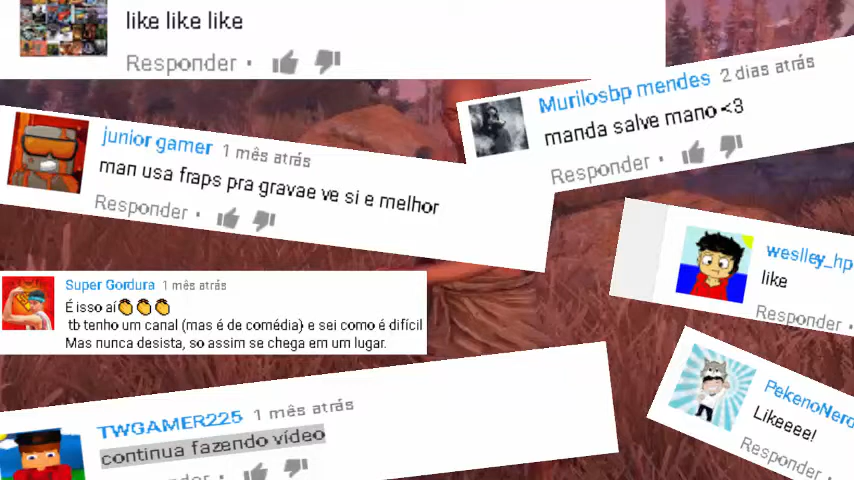 like like like
Responder •
Murilosbp mendes 2 dias atrás
manda salve mano <3
Responder •
junior gamer 1 mês atrás
man usa fraps pra gravae ve si e melhor
Responder •
weslley_hp
like
Responder •
Super Gordura 1 mês atrás
É isso aí👏👏👏
tb tenho um canal (mas é de comédia) e sei como é difícil
Mas nunca desista, so assim se chega em um lugar.
PekenoNero
Likeeee!
Responder
TWGAMER225 1 mês atrás
continua fazendo vídeo